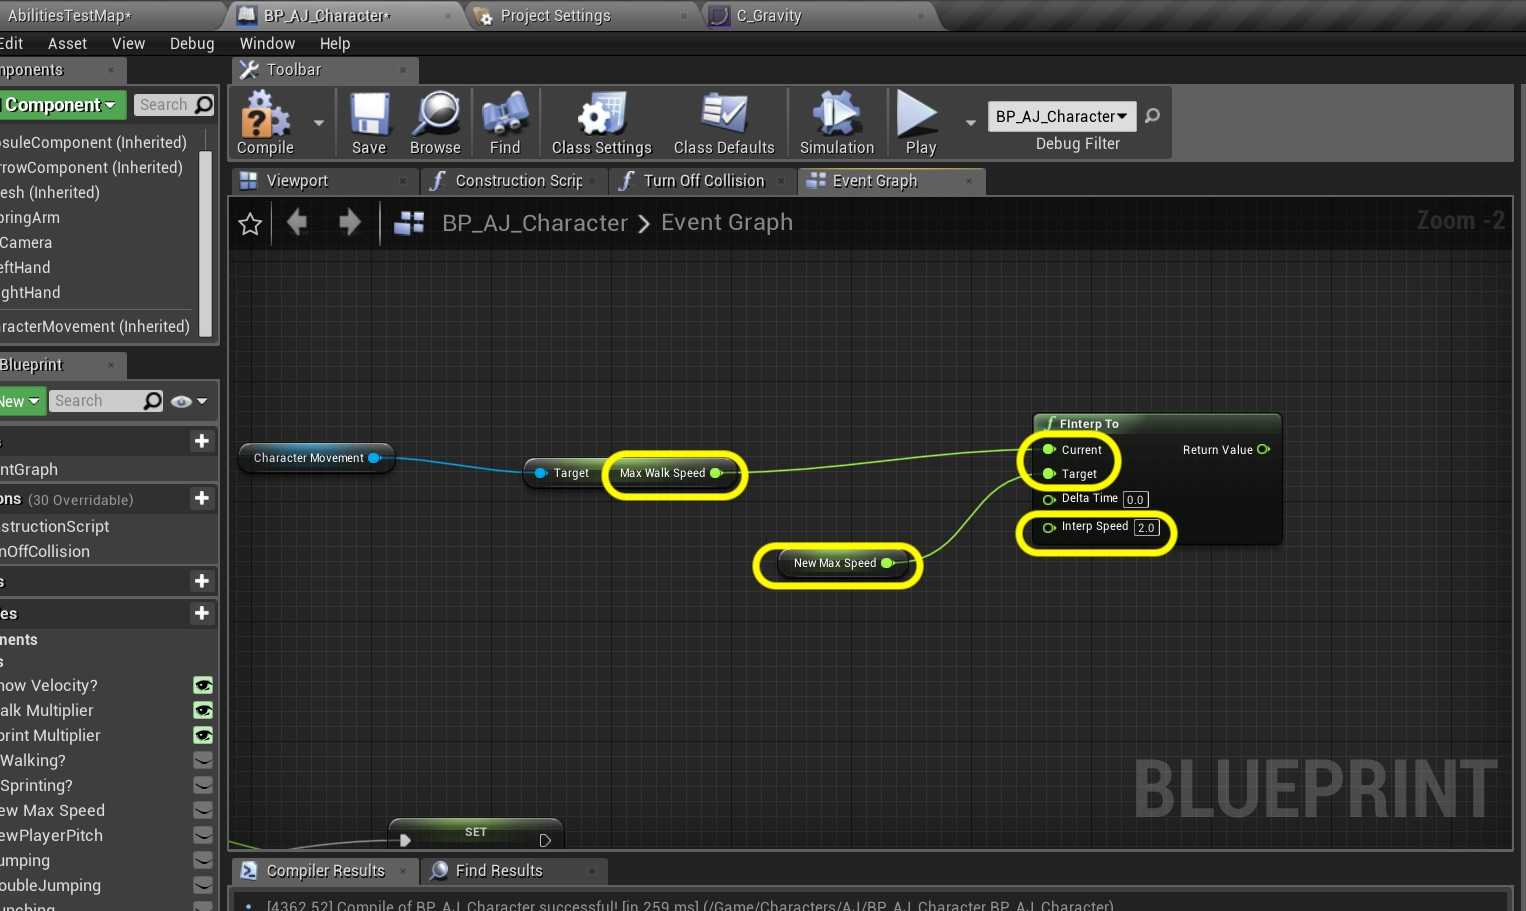 AbilitiesTestMap*
BP_AJ_Character*
Project Settings
C_Gravity
Edit Asset View Debug Window Help
mponents
Toolbar
Component
Search
Compile
Save
Browse
Find
Class Settings
Class Defaults
Simulation
Play
BP_AJ_Character
Debug Filter
psuleComponent (Inherited)
rrowComponent (Inherited)
esh (Inherited)
pringArm
Camera
eftHand
ightHand
aracterMovement (Inherited)
Viewport
Construction Scrip
Turn Off Collision
Event Graph
BP_AJ_Character > Event Graph
Zoom -2
Blueprint
New
Search
s
ntGraph
ons (30 Overridable)
structionScript
nOffCollision
s
es
nents
s
how Velocity?
alk Multiplier
print Multiplier
Walking?
Sprinting?
ew Max Speed
ewPlayerPitch
umping
oubleJumping
unching
Character Movement
Target
Max Walk Speed
New Max Speed
FInterp To
Current
Return Value
Target
Delta Time 0.0
Interp Speed 2.0
SET
BLUEPRINT
Compiler Results
Find Results
[4362.52] Compile of BP_AJ_Character successful! [in 259 ms] (/Game/Characters/AJ/BP_AJ_Character.BP_AJ_Character)